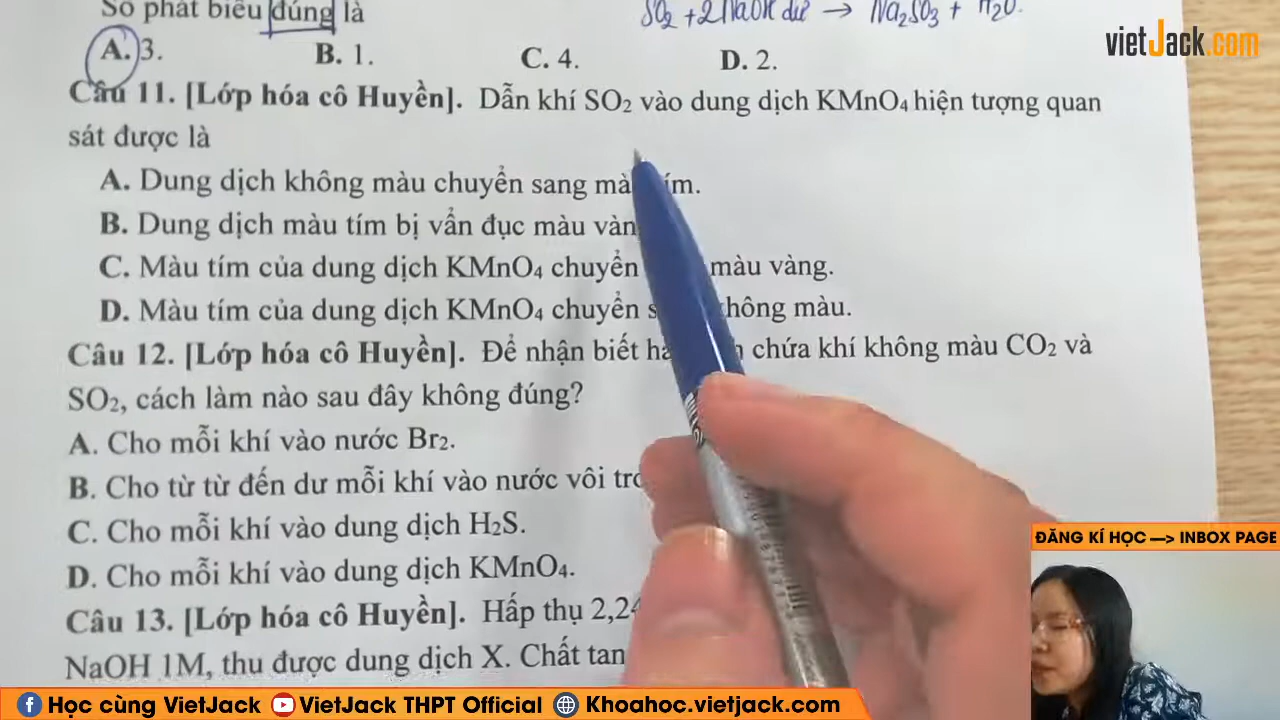 Số phát biểu đúng là
SO2 + 2NaOH dư → Na2SO3 + H2O.
vietJack.com
A. 3. B. 1. C. 4. D. 2.
Câu 11. [Lớp hóa cô Huyền]. Dẫn khí SO2 vào dung dịch KMnO4 hiện tượng quan
sát được là
A. Dung dịch không màu chuyển sang
B. Dung dịch màu tím bị vẩn đục màu
C. Màu tím của dung dịch KMnO4 chuyển màu vàng.
D. Màu tím của dung dịch KMnO4 chuyển màu.
Câu 12. [Lớp hóa cô Huyền]. Để nhận biết chứa khí không màu CO2 và
SO2, cách làm nào sau đây không đúng?
A. Cho mỗi khí vào nước Br2.
B. Cho từ từ đến dư mỗi khí vào nước vôi
C. Cho mỗi khí vào dung dịch H2S.
D. Cho mỗi khí vào dung dịch KMnO4.
Câu 13. [Lớp hóa cô Huyền]. Hấp thụ
NaOH 1M, thu được dung dịch X. Chất tan
ĐĂNG KÍ HỌC —> INBOX PAGE
Học cùng VietJack VietJack THPT Official Khoahoc.vietjack.com